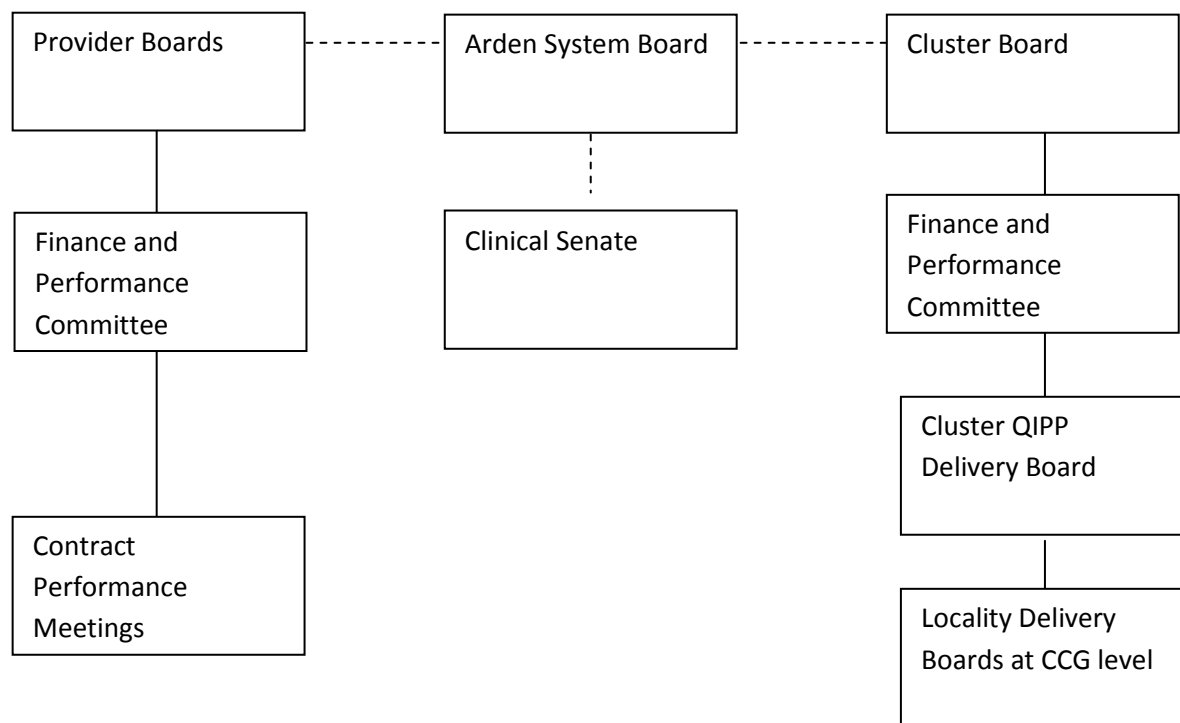 Provider Boards
Arden System Board
Cluster Board
Finance and
Performance
Committee
Clinical Senate
Finance and
Performance
Committee
Cluster QIPP
Delivery Board
Contract
Performance
Meetings
Locality Delivery
Boards at CCG level